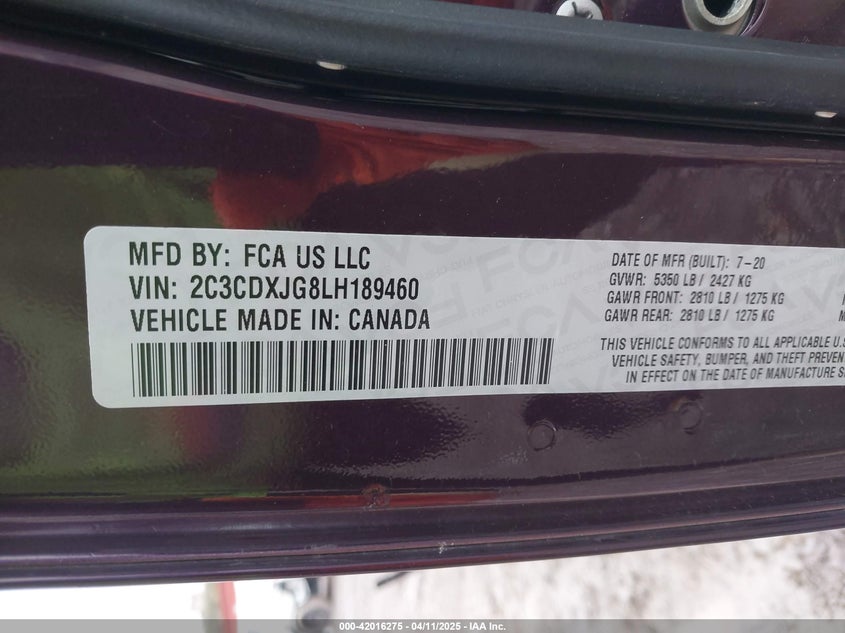 MFD BY: FCA US LLC
VIN: 2C3CDXJG8LH189460
VEHICLE MADE IN: CANADA
DATE OF MFR (BUILT): 7-20
GVWR: 5350 LB / 2427 KG
GAWR FRONT: 2810 LB / 1275 KG
GAWR REAR: 2810 LB / 1275 KG
THIS VEHICLE CONFORMS TO ALL APPLICABLE U.S
VEHICLE SAFETY, BUMPER, AND THEFT PREVEN
IN EFFECT ON THE DATE OF MANUFACTURE S
000-42016275 - 04/11/2025 - IAA Inc.